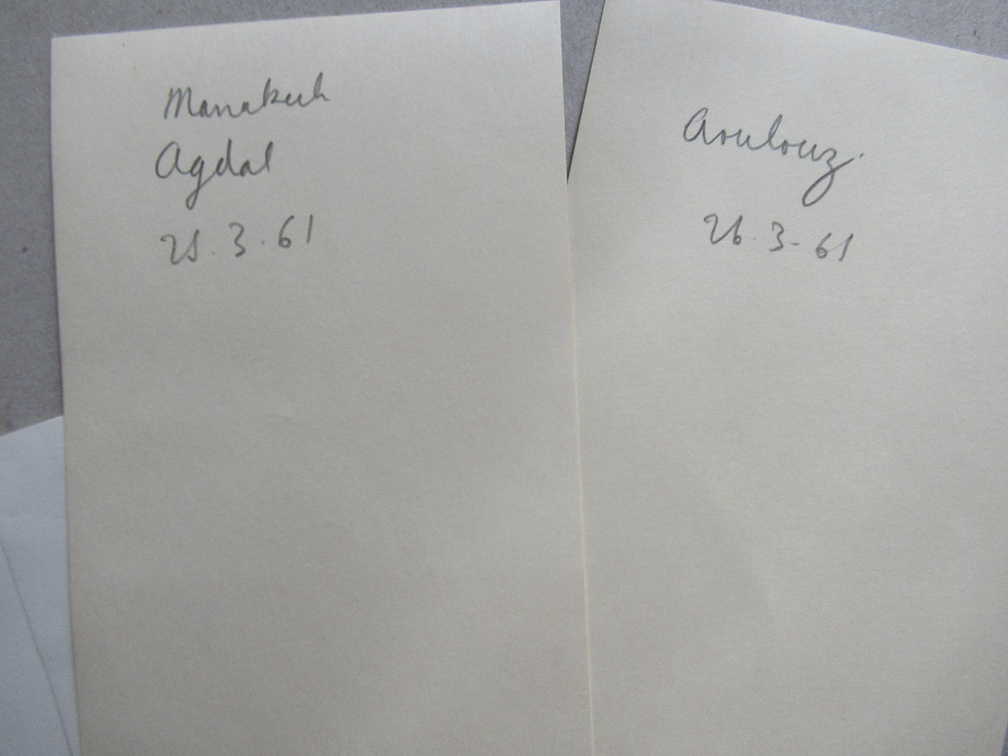 Marrakech
Agdal
25.3.61
Aoulouz.
26.3-61